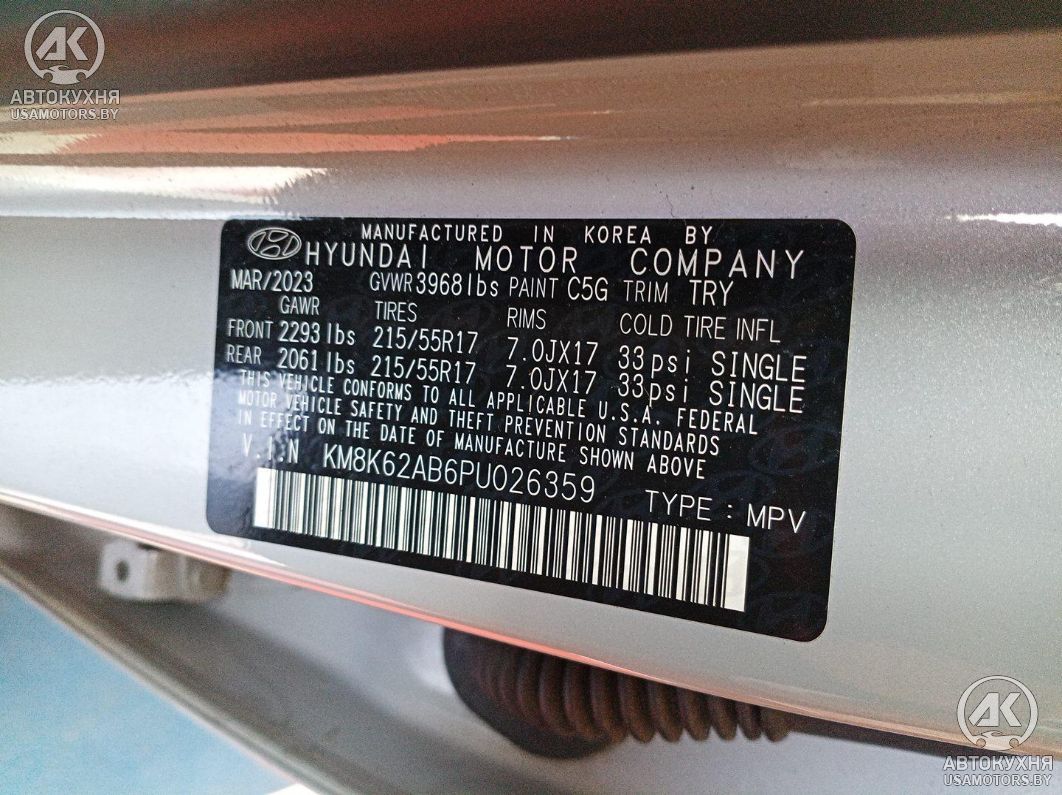 АК
АВТОКУХНЯ
USAMOTORS.BY
MANUFACTURED IN KOREA BY
HYUNDAI MOTOR COMPANY
MAR/2023 GVWR 3968lbs PAINT C5G TRIM TRY
GAWR TIRES RIMS COLD TIRE INFL
FRONT 2293 lbs 215/55R17 7.0JX17 33psi SINGLE
REAR 2061 lbs 215/55R17 7.0JX17 33psi SINGLE
THIS VEHICLE CONFORMS TO ALL APPLICABLE U.S.A. FEDERAL
MOTOR VEHICLE SAFETY AND THEFT PREVENTION STANDARDS
IN EFFECT ON THE DATE OF MANUFACTURE SHOWN ABOVE
V.I.N KM8K62AB6PU026359 TYPE : MPV
АК
АВТОКУХНЯ
USAMOTORS.BY